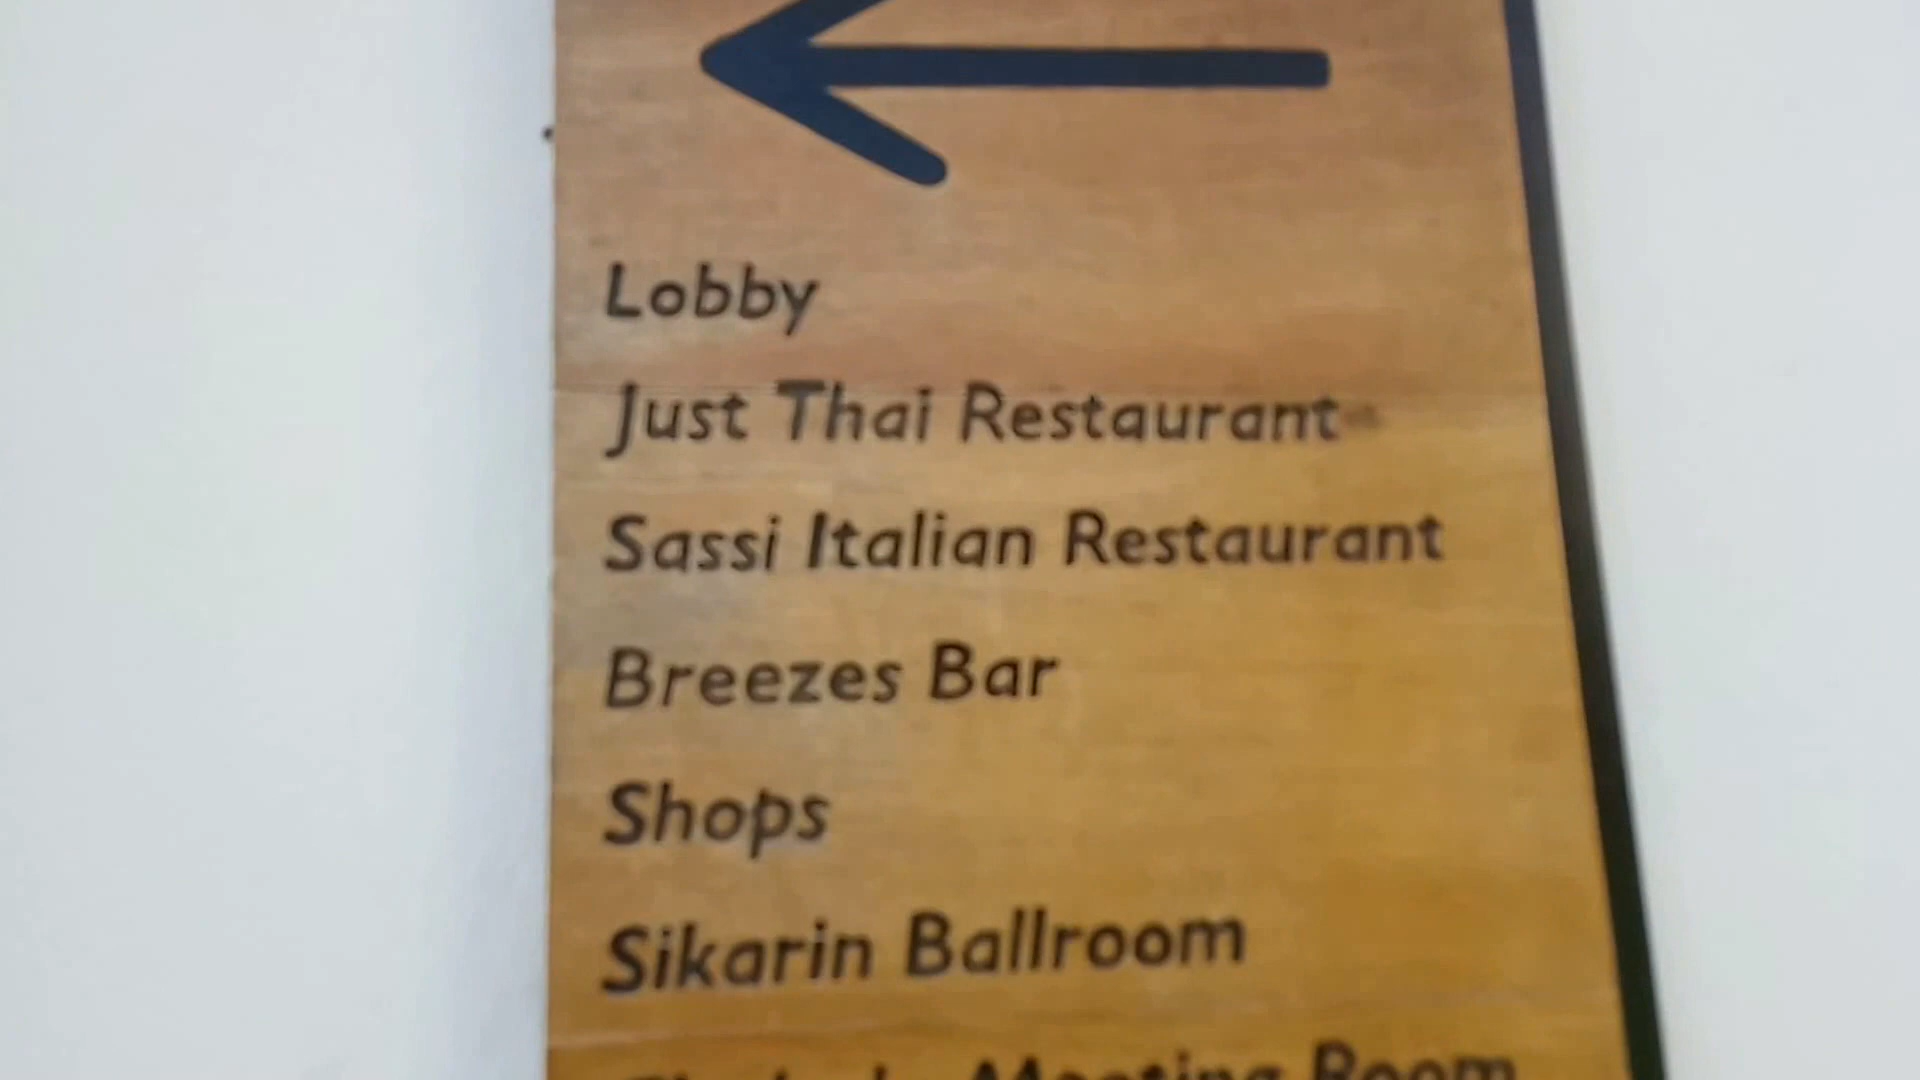 Lobby
Just Thai Restaurant
Sassi Italian Restaurant
Breezes Bar
Shops
Sikarin Ballroom
Meeting Room